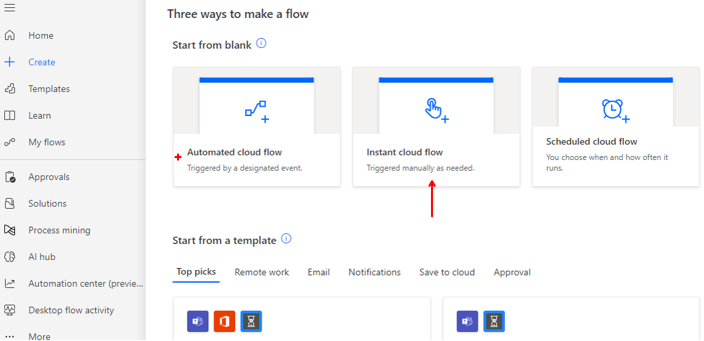 Three ways to make a flow
Home
Create
Templates
Learn
My flows
Approvals
Solutions
Process mining
AI hub
Automation center (previe...
Desktop flow activity
More
Start from blank
Automated cloud flow
Triggered by a designated event.
Instant cloud flow
Triggered manually as needed.
Scheduled cloud flow
You choose when and how often it
runs.
Start from a template
Top picks
Remote work
Email
Notifications
Save to cloud
Approval